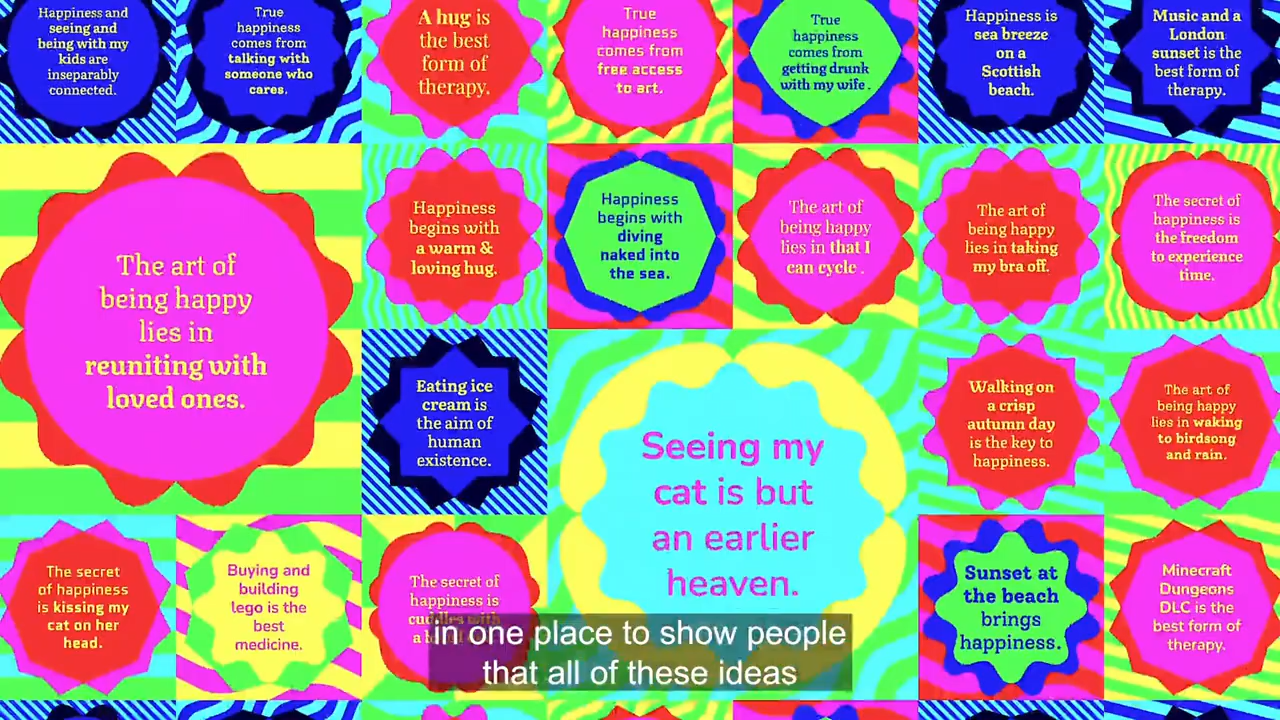 Happiness and
seeing and
being with my
kids are
inseparably
connected.
True
happiness
comes from
talking with
someone who
cares.
A hug is
the best
form of
therapy.
True
happiness
comes from
free access
to art.
True
happiness
comes from
getting drunk
with my wife.
Happiness is
sea breeze
on a
Scottish
beach.
Music and a
London
sunset is the
best form of
therapy.
The art of
being happy
lies in
reuniting with
loved ones.
Happiness
begins with
a warm &
loving hug.
Happiness
begins with
diving
naked into
the sea.
The art of
being happy
lies in that I
can cycle .
The art of
being happy
lies in taking
my bra off.
The secret of
happiness is
the freedom
to experience
time.
Eating ice
cream is
the aim of
human
existence.
Seeing my
cat is but
an earlier
heaven.
Walking on
a crisp
autumn day
is the key to
happiness.
The art of
being happy
lies in waking
to birdsong
and rain.
The secret
of happiness
is kissing my
cat on her
head.
Buying and
building
lego is the
best
medicine.
The secret of
happiness is
cuddles with
a
Sunset at
the beach
brings
happiness.
Minecraft
Dungeons
DLC is the
best form of
therapy.
in one place to show people
that all of these ideas